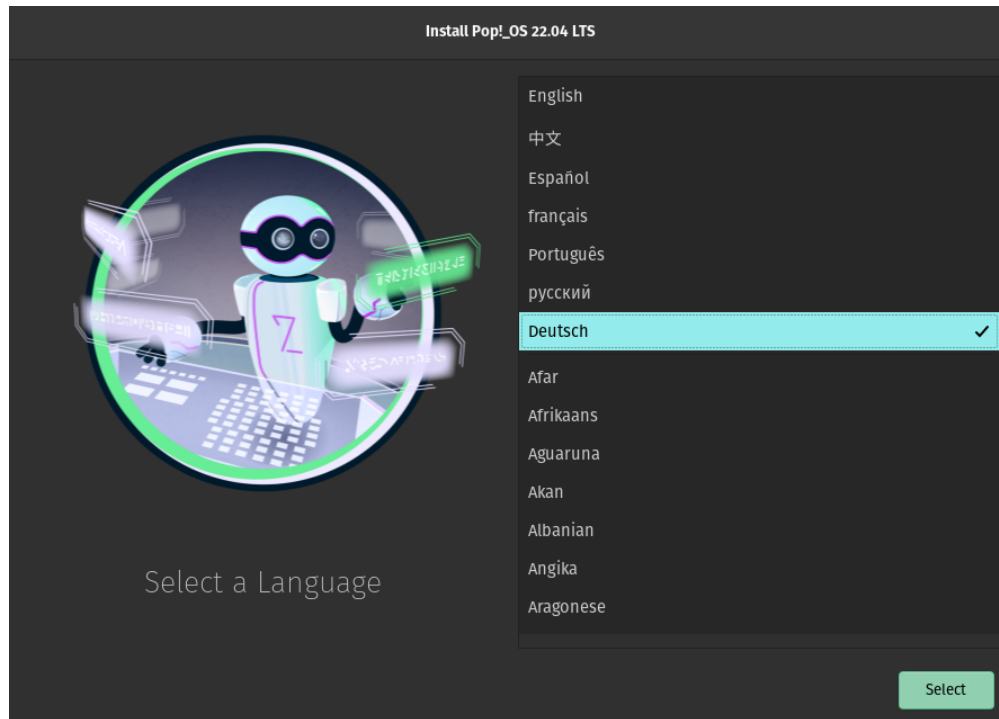 Install Pop!_OS 22.04 LTS
English
中文
Español
français
Português
русский
Deutsch
Afar
Afrikaans
Aguaruna
Akan
Albanian
Angika
Aragonese
Select a Language
Select